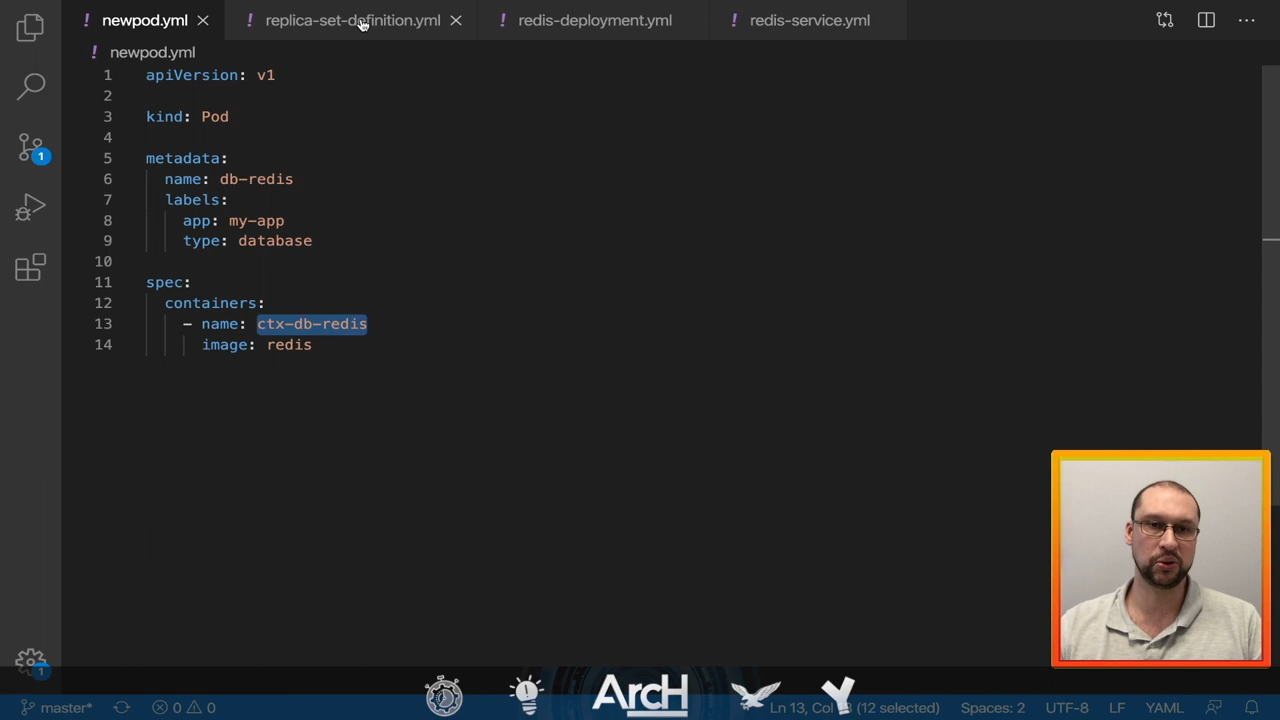 newpod.yml
replica-set-definition.yml
redis-deployment.yml
redis-service.yml
newpod.yml
1 apiVersion: v1
2
3 kind: Pod
4
5 metadata:
6 name: db-redis
7 labels:
8 app: my-app
9 type: database
10
11 spec:
12 containers:
13 - name: ctx-db-redis
14 image: redis
1
1
ArcH
master* 0 0 Ln 13, Col (12 selected) Spaces: 2 UTF-8 LF YAML